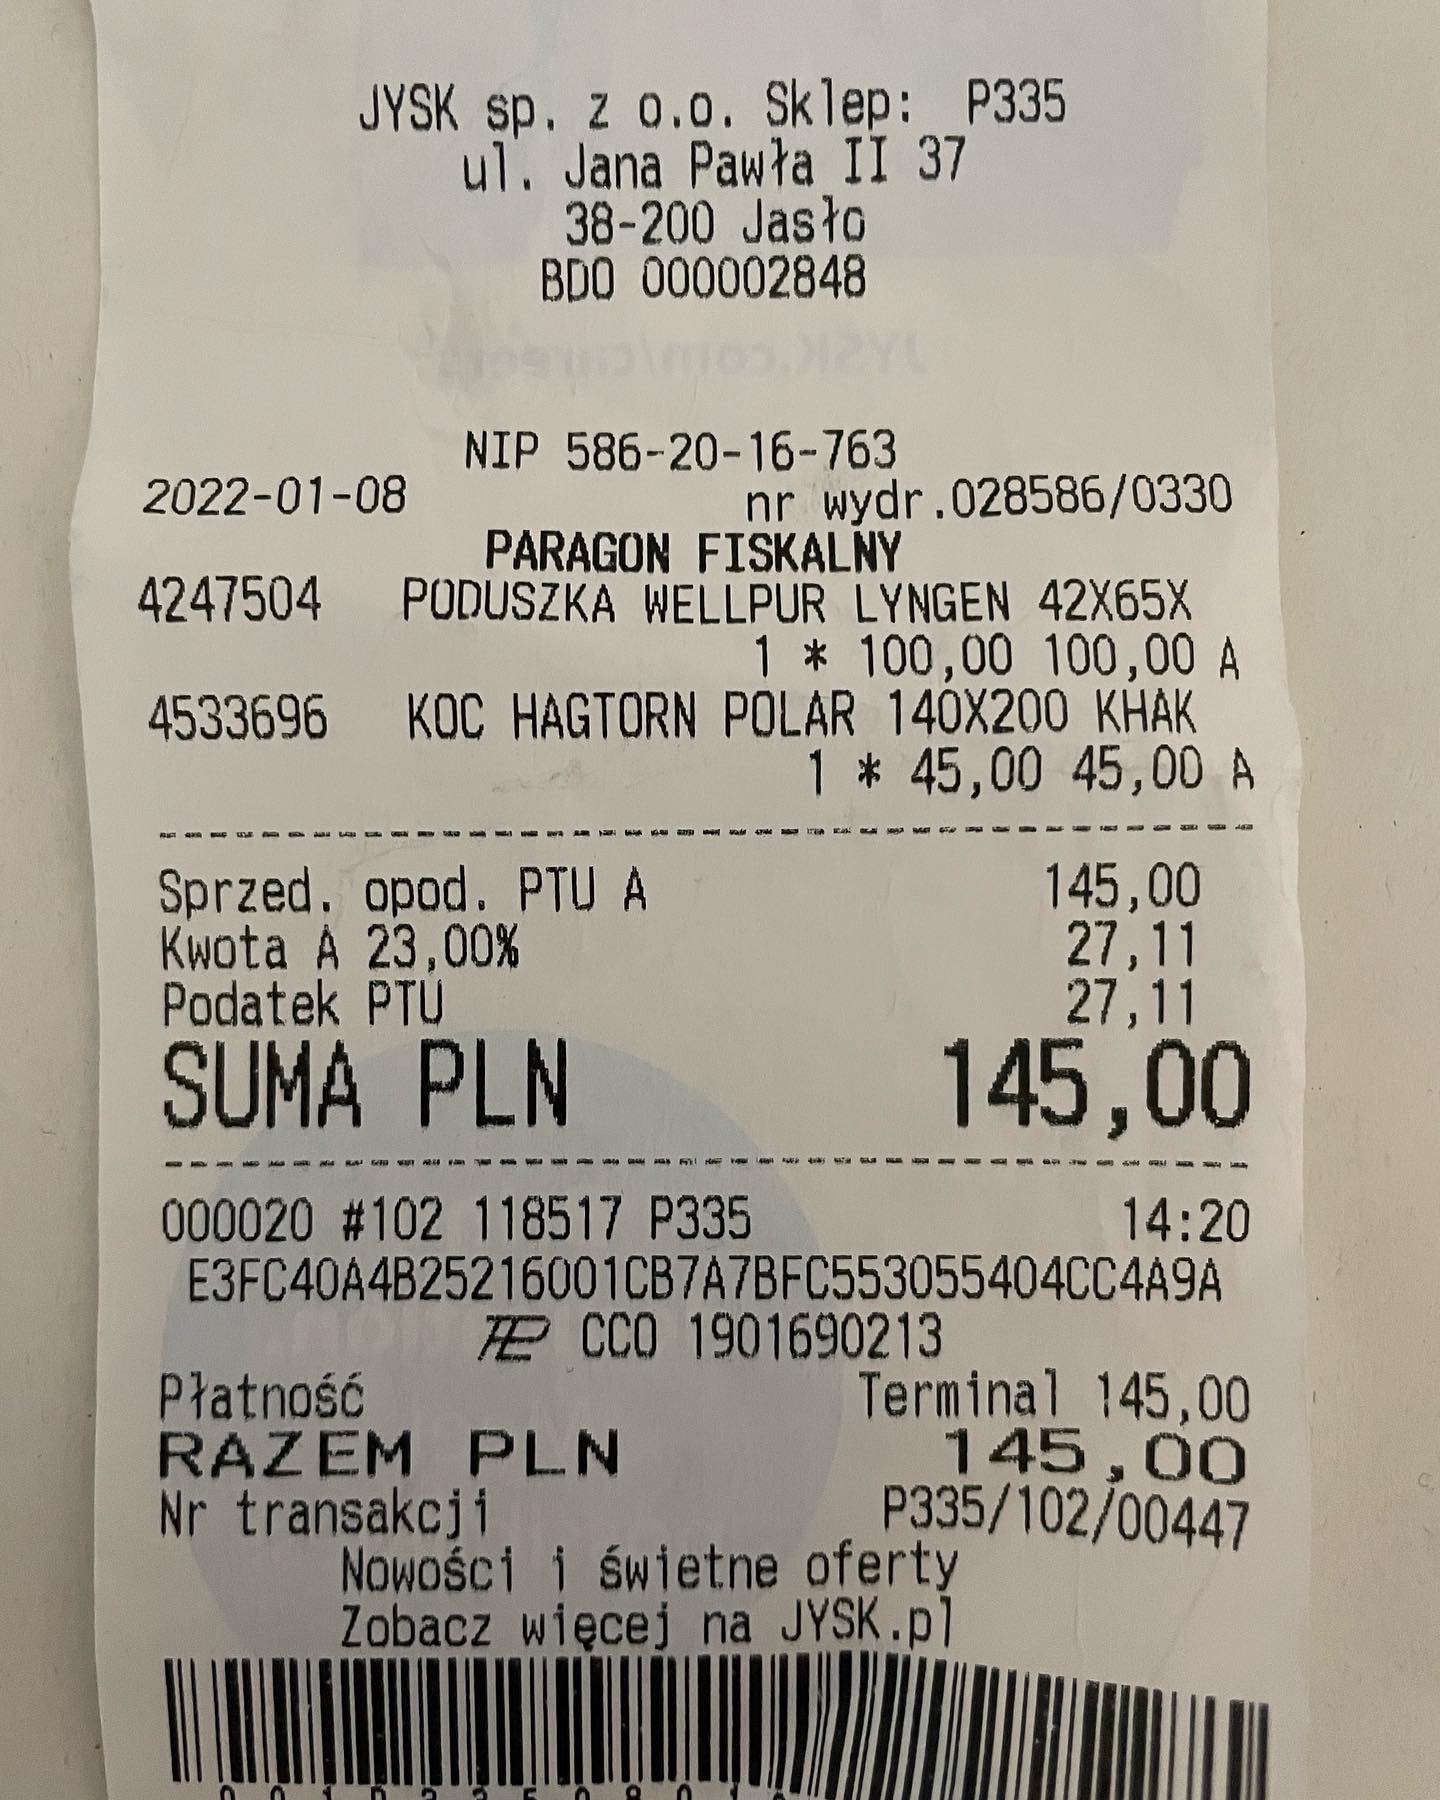 JYSK sp. z o.o. Sklep: P335
ul. Jana Pawła II 37
38-200 Jasło
BDO 000002848
JYSK.com/career
NIP 586-20-16-763
2022-01-08 nr wydr.028586/0330
PARAGON FISKALNY
4247504 PODUSZKA WELLPUR LYNGEN 42X65X
1 * 100,00 100,00 A
4533696 KOC HAGTORN POLAR 140X200 KHAK
1 * 45,00 45,00 A
Sprzed. opod. PTU A 145,00
Kwota A 23,00% 27,11
Podatek PTU 27,11
SUMA PLN 145,00
000020 #102 118517 P335 14:20
E3FC40A4B25216001CB7A7BFC553055404CC4A9A
CCO 1901690213
Płatność Terminal 145,00
RAZEM PLN 145,00
Nr transakcji P335/102/00447
Nowości i świetne oferty
Zobacz więcej na JYSK.pl